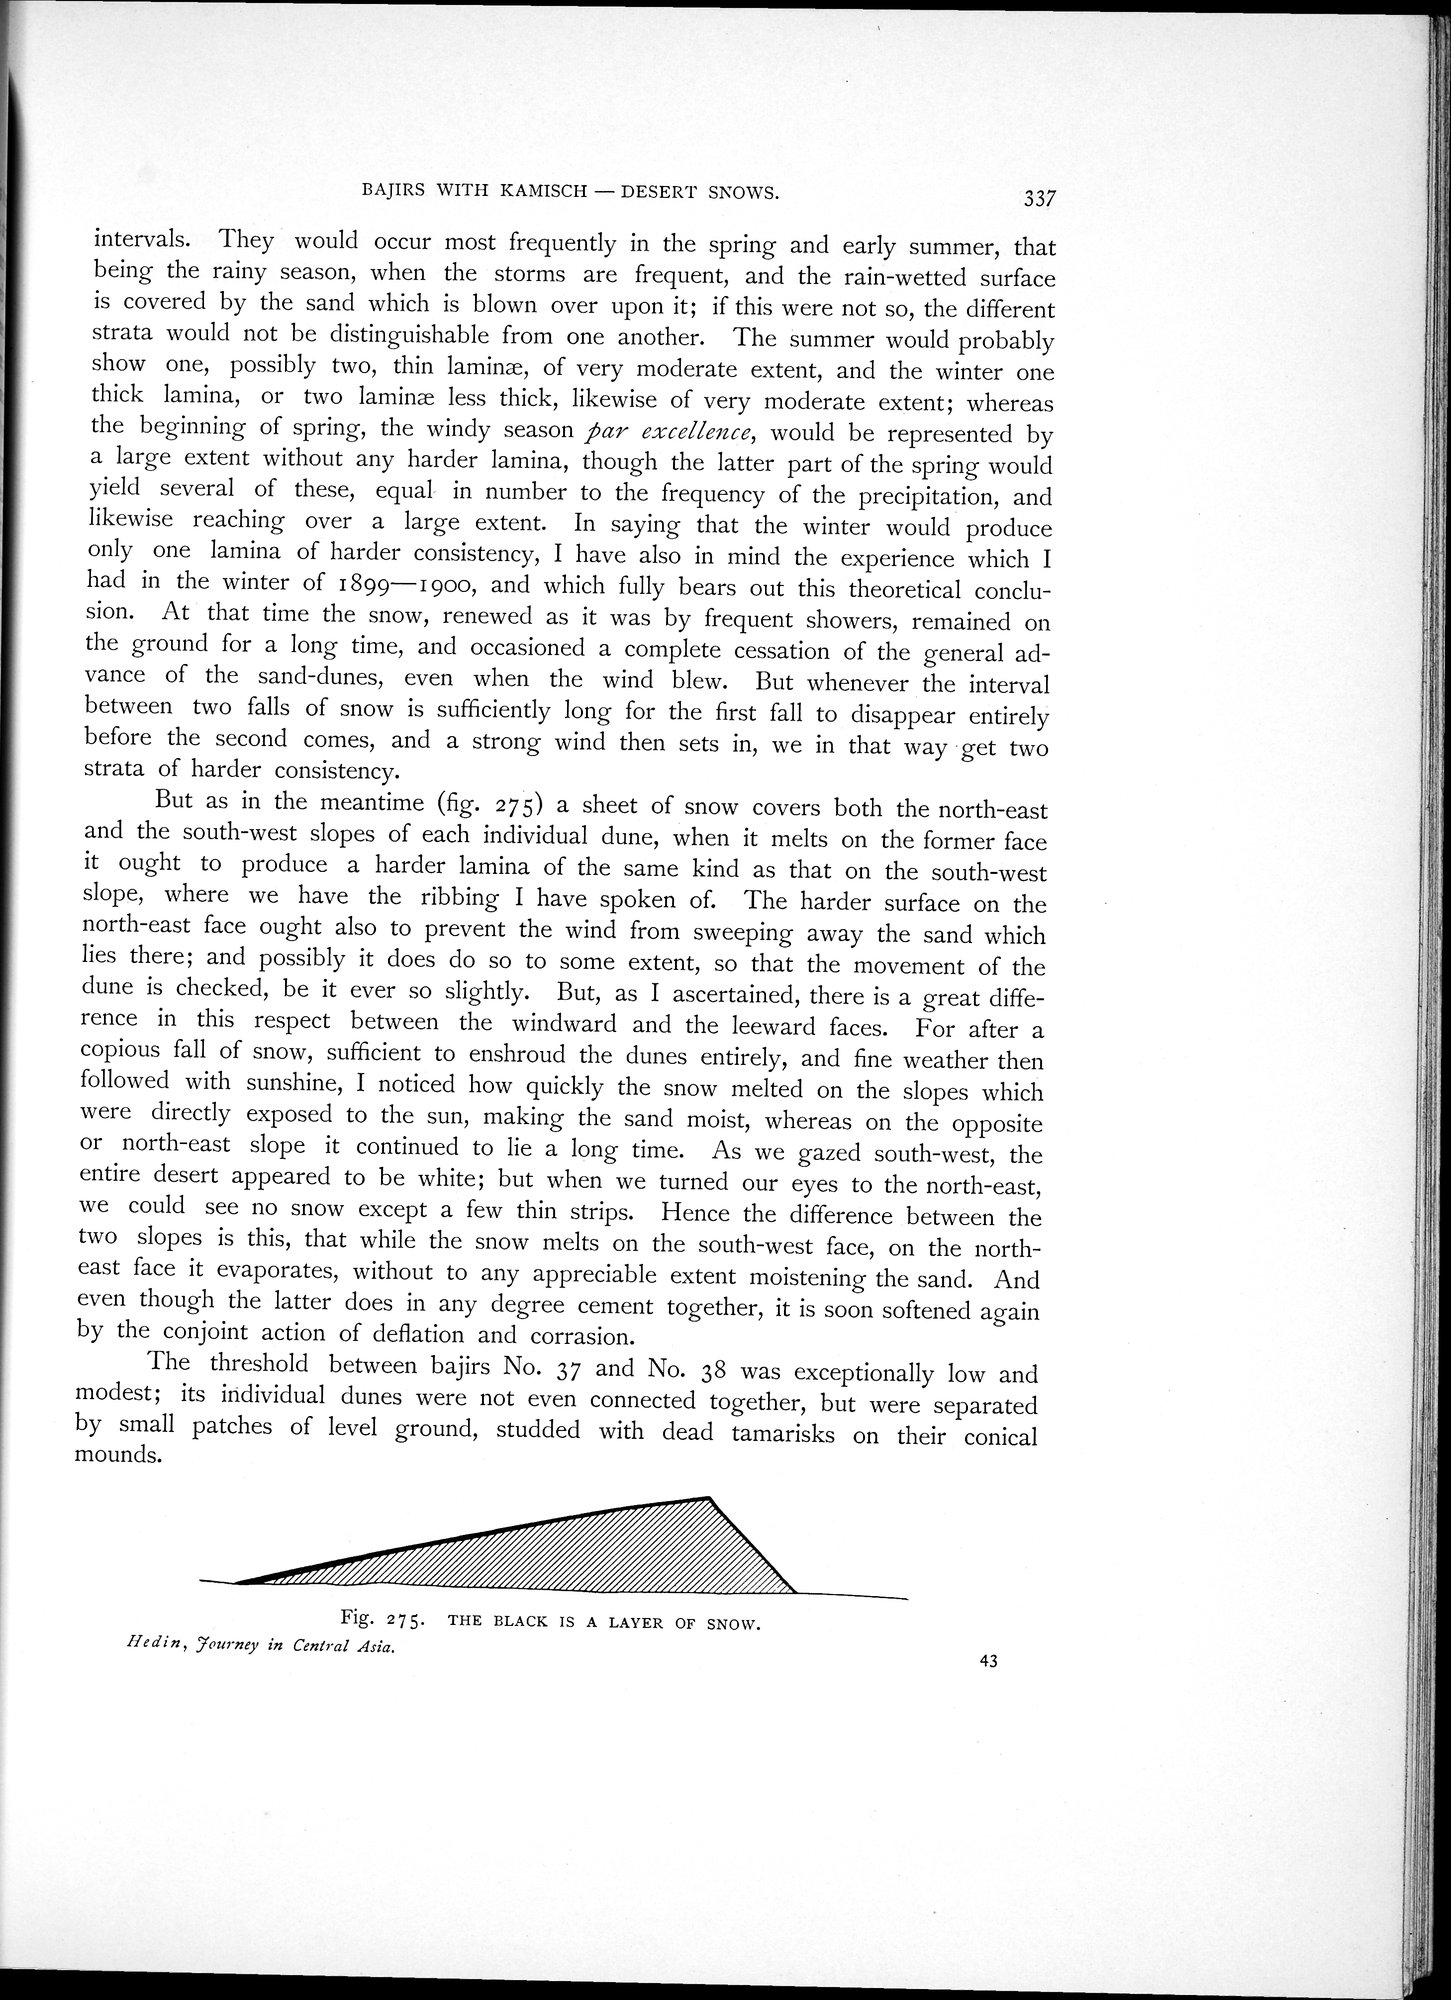 BAJIRS WITH KAMISCH — DESERT SNOWS.
337
intervals. They would occur most frequently in the spring and early summer, that
being the rainy season, when the storms are frequent, and the rain-wetted surface
is covered by the sand which is blown over upon it; if this were not so, the different
strata would not be distinguishable from one another. The summer would probably
show one, possibly two, thin laminæ, of very moderate extent, and the winter one
thick lamina, or two laminæ less thick, likewise of very moderate extent; whereas
the beginning of spring, the windy season par excellence, would be represented by
a large extent without any harder lamina, though the latter part of the spring would
yield several of these, equal in number to the frequency of the precipitation, and
likewise reaching over a large extent. In saying that the winter would produce
only one lamina of harder consistency, I have also in mind the experience which I
had in the winter of 1899—1900, and which fully bears out this theoretical conclu-
sion. At that time the snow, renewed as it was by frequent showers, remained on
the ground for a long time, and occasioned a complete cessation of the general ad-
vance of the sand-dunes, even when the wind blew. But whenever the interval
between two falls of snow is sufficiently long for the first fall to disappear entirely
before the second comes, and a strong wind then sets in, we in that way get two
strata of harder consistency.
But as in the meantime (fig. 275) a sheet of snow covers both the north-east
and the south-west slopes of each individual dune, when it melts on the former face
it ought to produce a harder lamina of the same kind as that on the south-west
slope, where we have the ribbing I have spoken of. The harder surface on the
north-east face ought also to prevent the wind from sweeping away the sand which
lies there; and possibly it does do so to some extent, so that the movement of the
dune is checked, be it ever so slightly. But, as I ascertained, there is a great diffe-
rence in this respect between the windward and the leeward faces. For after a
copious fall of snow, sufficient to enshroud the dunes entirely, and fine weather then
followed with sunshine, I noticed how quickly the snow melted on the slopes which
were directly exposed to the sun, making the sand moist, whereas on the opposite
or north-east slope it continued to lie a long time. As we gazed south-west, the
entire desert appeared to be white; but when we turned our eyes to the north-east,
we could see no snow except a few thin strips. Hence the difference between the
two slopes is this, that while the snow melts on the south-west face, on the north-
east face it evaporates, without to any appreciable extent moistening the sand. And
even though the latter does in any degree cement together, it is soon softened again
by the conjoint action of deflation and corrasion.
The threshold between bajirs No. 37 and No. 38 was exceptionally low and
modest; its individual dunes were not even connected together, but were separated
by small patches of level ground, studded with dead tamarisks on their conical
mounds.
Fig. 275. THE BLACK IS A LAYER OF SNOW.
Hedin, Journey in Central Asia.
43